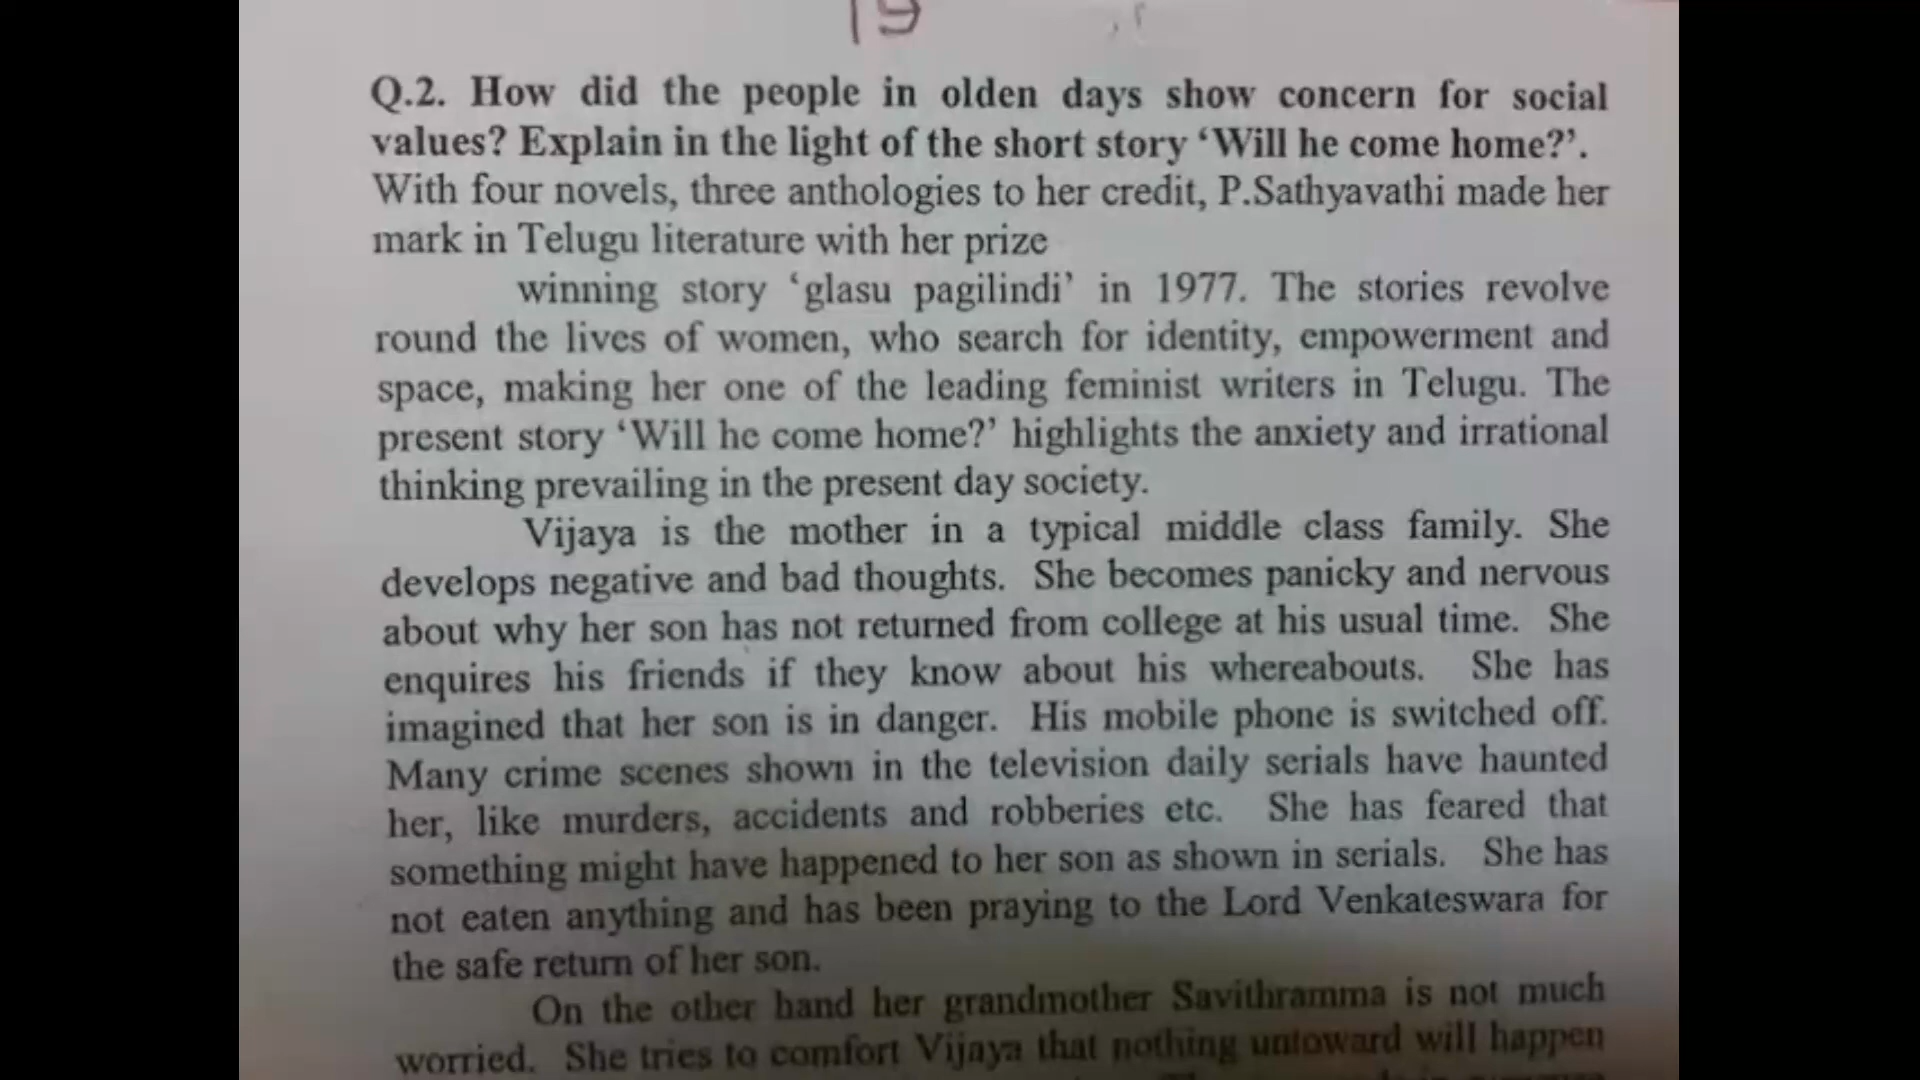 19
Q.2. How did the people in olden days show concern for social
values? Explain in the light of the short story ‘Will he come home?’.
With four novels, three anthologies to her credit, P.Sathyavathi made her
mark in Telugu literature with her prize
winning story ‘glasu pagilindi’ in 1977. The stories revolve
round the lives of women, who search for identity, empowerment and
space, making her one of the leading feminist writers in Telugu. The
present story ‘Will he come home?’ highlights the anxiety and irrational
thinking prevailing in the present day society.
Vijaya is the mother in a typical middle class family. She
develops negative and bad thoughts. She becomes panicky and nervous
about why her son has not returned from college at his usual time. She
enquires his friends if they know about his whereabouts. She has
imagined that her son is in danger. His mobile phone is switched off.
Many crime scenes shown in the television daily serials have haunted
her, like murders, accidents and robberies etc. She has feared that
something might have happened to her son as shown in serials. She has
not eaten anything and has been praying to the Lord Venkateswara for
the safe return of her son.
On the other hand her grandmother Savithramma is not much
worried. She tries to comfort Vijaya that nothing untoward will happen